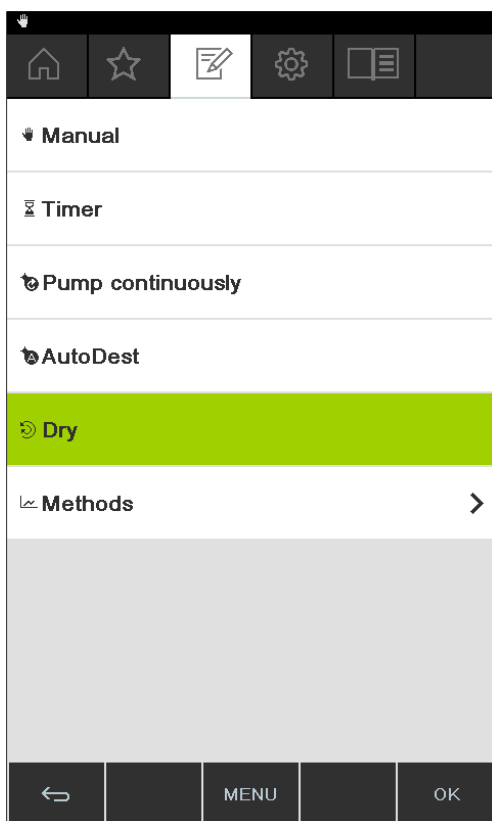 Manual
Timer
Pump continuously
AutoDest
Dry
Methods
MENU
OK